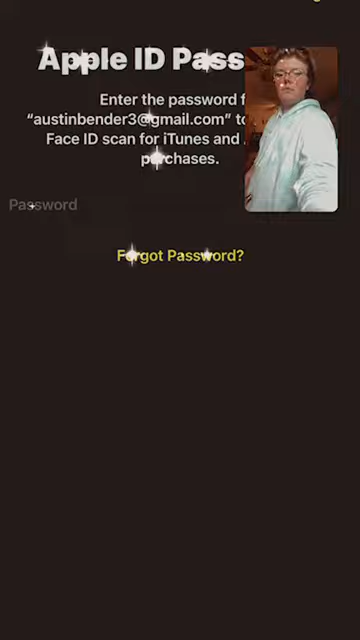 Apple ID Pass
Enter the password f
“austinbender3@gmail.com” to
Face ID scan for iTunes and
purchases.
Password
Forgot Password?